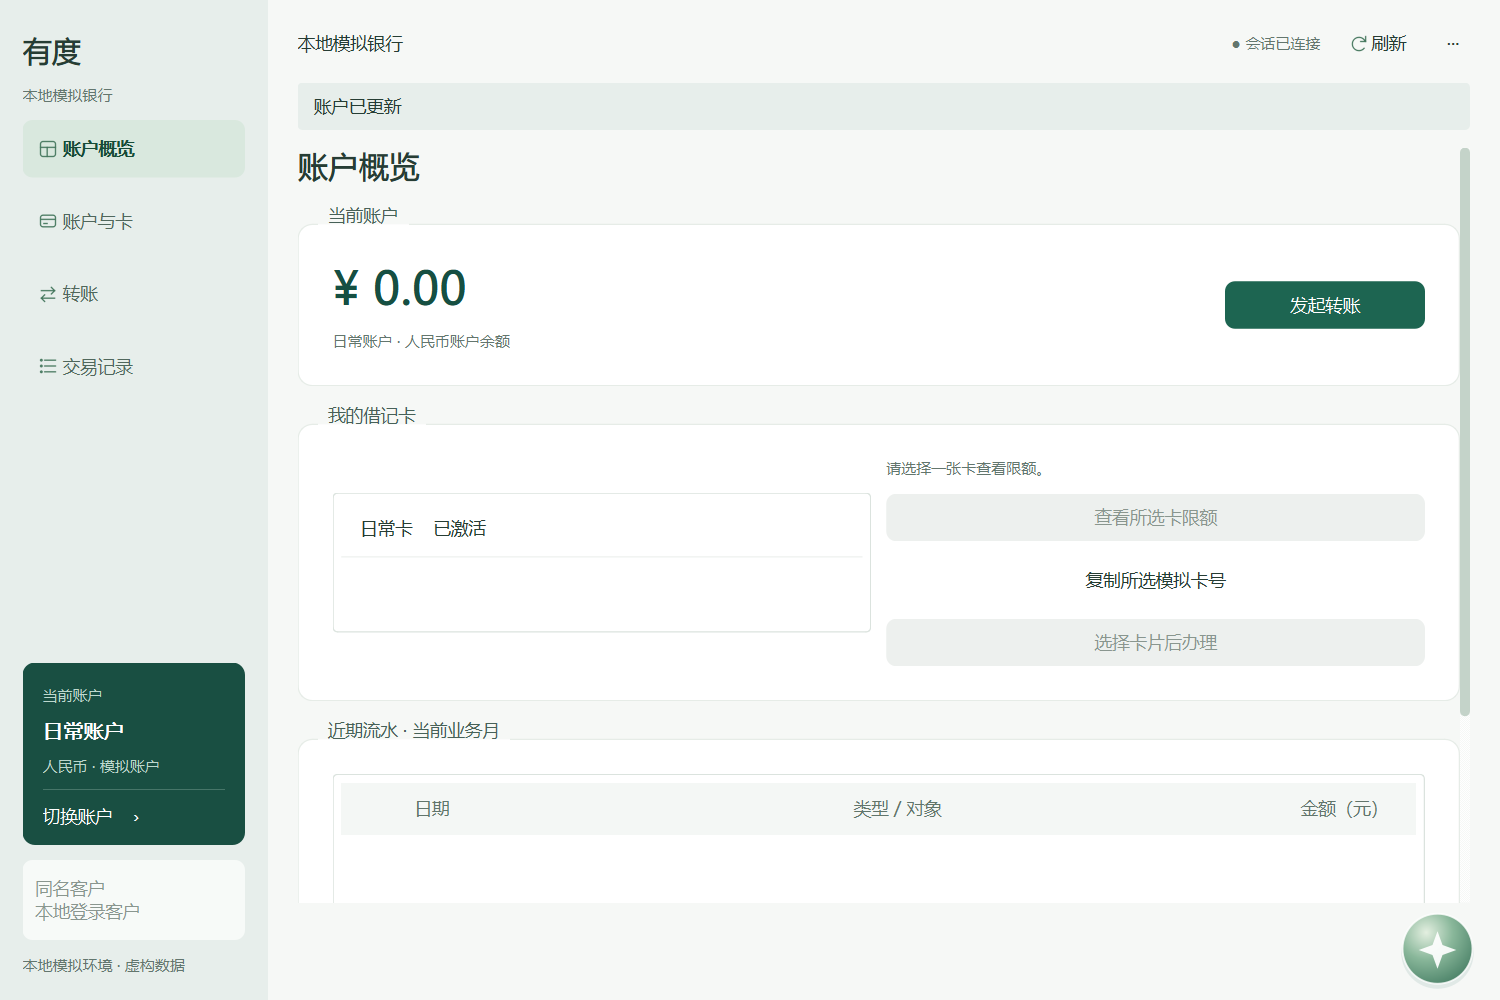 有度
本地模拟银行
账户概览
账户与卡
转账
交易记录
当前账户
日常账户
人民币 · 模拟账户
切换账户 ›
同名客户
本地登录客户
本地模拟环境 · 虚构数据
本地模拟银行
● 会话已连接
刷新
...
账户已更新
账户概览
当前账户
¥ 0.00
日常账户 · 人民币账户余额
发起转账
我的借记卡
日常卡 已激活
请选择一张卡查看限额。
查看所选卡限额
复制所选模拟卡号
选择卡片后办理
近期流水 · 当前业务月
日期 类型 / 对象 金额（元）